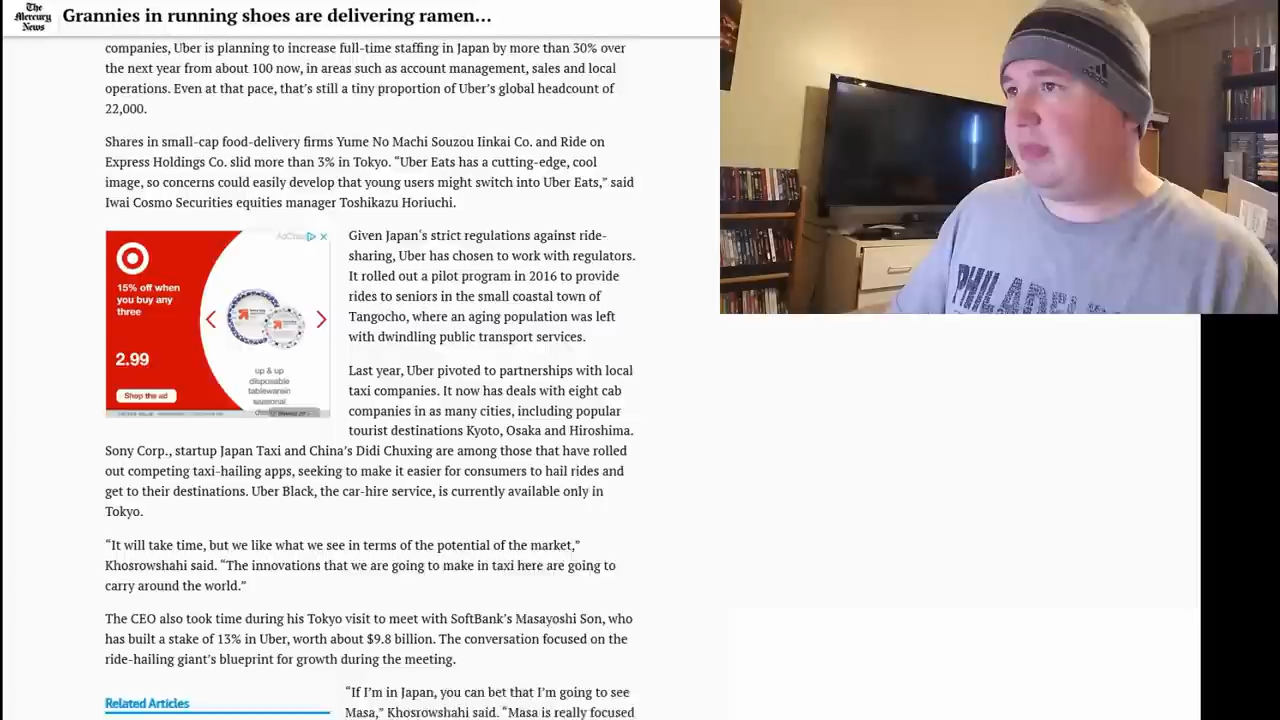 The
Mercury
News
Grannies in running shoes are delivering ramen…
companies, Uber is planning to increase full-time staffing in Japan by more than 30% over
the next year from about 100 now, in areas such as account management, sales and local
operations. Even at that pace, that’s still a tiny proportion of Uber’s global headcount of
22,000.
Shares in small-cap food-delivery firms Yume No Machi Souzou Iinkai Co. and Ride on
Express Holdings Co. slid more than 3% in Tokyo. “Uber Eats has a cutting-edge, cool
image, so concerns could easily develop that young users might switch into Uber Eats,” said
Iwai Cosmo Securities equities manager Toshikazu Horiuchi.
15% off when
you buy any
three
2.99
Shop the ad
up & up
disposable
tableware in
seasonal
Given Japan’s strict regulations against ride-
sharing, Uber has chosen to work with regulators.
It rolled out a pilot program in 2016 to provide
rides to seniors in the small coastal town of
Tangocho, where an aging population was left
with dwindling public transport services.
Last year, Uber pivoted to partnerships with local
taxi companies. It now has deals with eight cab
companies in as many cities, including popular
tourist destinations Kyoto, Osaka and Hiroshima.
Sony Corp., startup Japan Taxi and China’s Didi Chuxing are among those that have rolled
out competing taxi-hailing apps, seeking to make it easier for consumers to hail rides and
get to their destinations. Uber Black, the car-hire service, is currently available only in
Tokyo.
“It will take time, but we like what we see in terms of the potential of the market,”
Khosrowshahi said. “The innovations that we are going to make in taxi here are going to
carry around the world.”
The CEO also took time during his Tokyo visit to meet with SoftBank’s Masayoshi Son, who
has built a stake of 13% in Uber, worth about $9.8 billion. The conversation focused on the
ride-hailing giant’s blueprint for growth during the meeting.
Related Articles
“If I’m in Japan, you can bet that I’m going to see
Masa,” Khosrowshahi said. “Masa is really focused
adidas